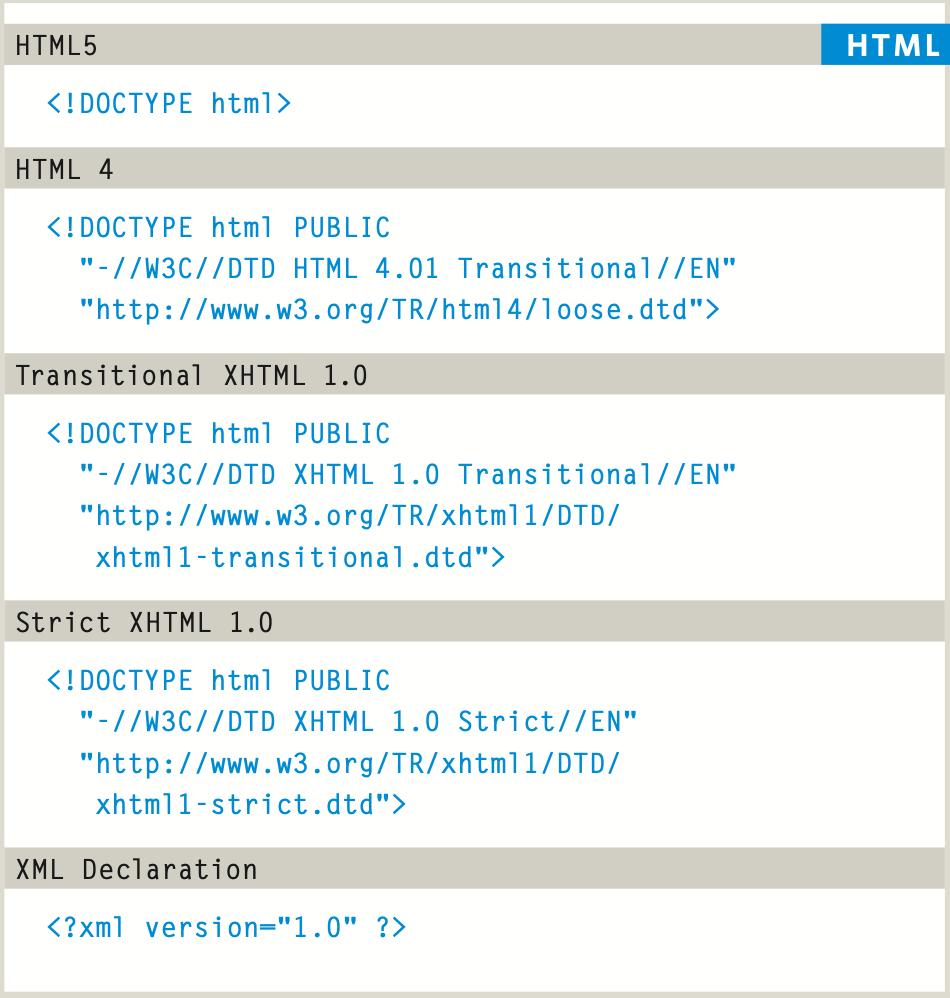 HTML5
HTML
<!DOCTYPE html>
HTML 4
<!DOCTYPE html PUBLIC
"-//W3C//DTD HTML 4.01 Transitional//EN"
"http://www.w3.org/TR/html4/loose.dtd">
Transitional XHTML 1.0
<!DOCTYPE html PUBLIC
"-//W3C//DTD XHTML 1.0 Transitional//EN"
"http://www.w3.org/TR/xhtml1/DTD/
xhtml1-transitional.dtd">
Strict XHTML 1.0
<!DOCTYPE html PUBLIC
"-//W3C//DTD XHTML 1.0 Strict//EN"
"http://www.w3.org/TR/xhtml1/DTD/
xhtml1-strict.dtd">
XML Declaration
<?xml version="1.0" ?>